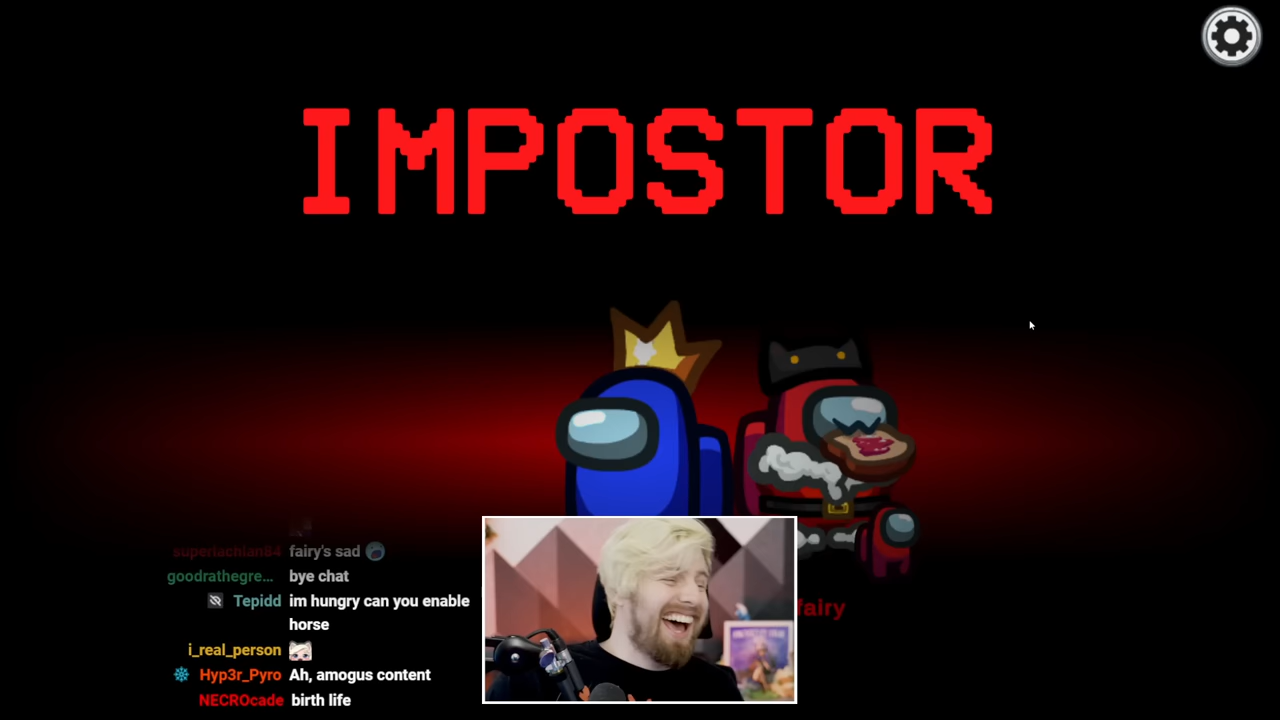 IMPOSTOR
superlachlan84 fairy's sad
goodrathegre... bye chat
Tepidd im hungry can you enable
horse
i_real_person
Hyp3r_Pyro Ah, amogus content
NECROcade birth life
fairy